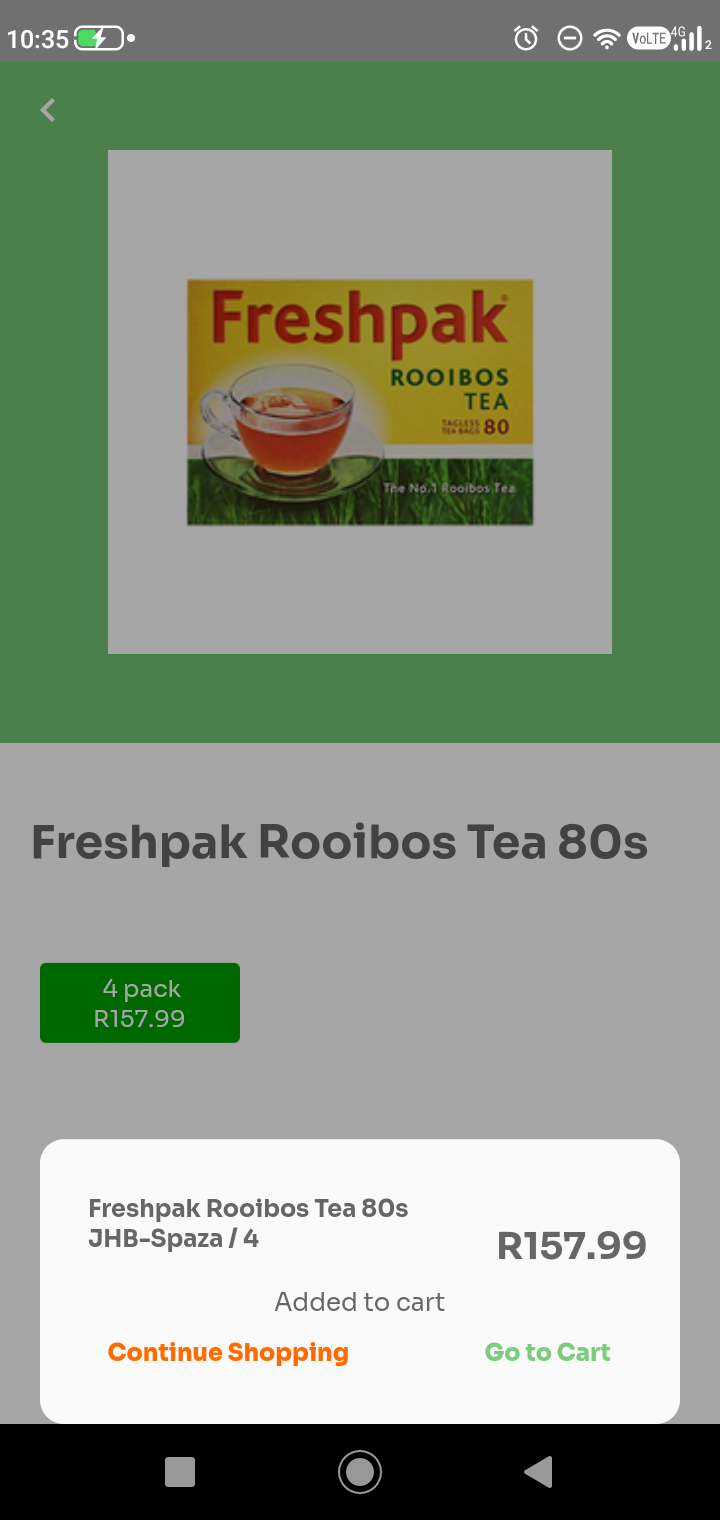 10:35
VoLTE 4G 2
Freshpak®
ROOIBOS
TEA
TAGLESS
TEA BAGS 80
The No.1 Rooibos Tea
Freshpak Rooibos Tea 80s
4 pack
R157.99
Freshpak Rooibos Tea 80s
JHB-Spaza / 4
R157.99
Added to cart
Continue Shopping
Go to Cart